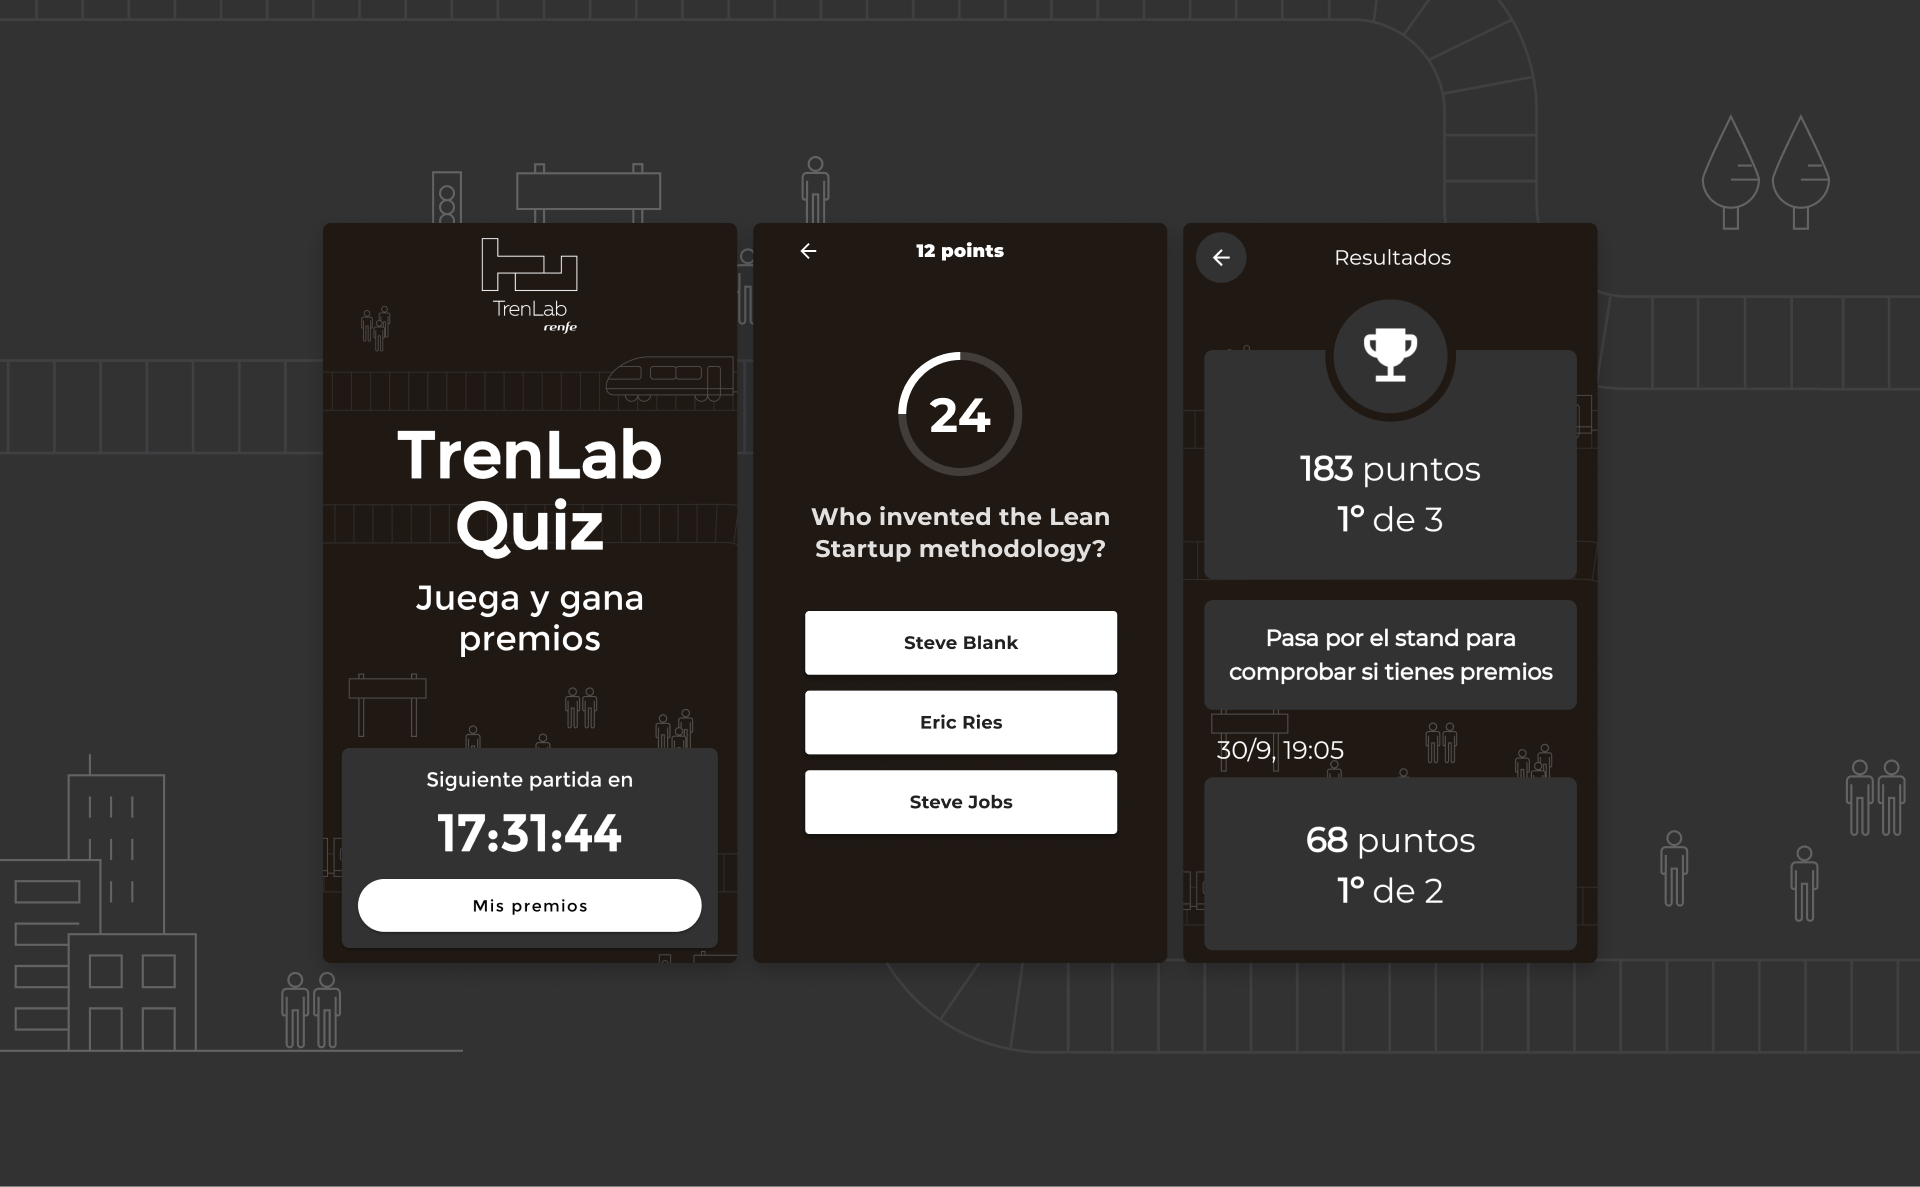 TrenLab
renfe
TrenLab
Quiz
Juega y gana
premios
Siguiente partida en
17:31:44
Mis premios
12 points
24
Who invented the Lean
Startup methodology?
Steve Blank
Eric Ries
Steve Jobs
Resultados
183 puntos
1º de 3
Pasa por el stand para
comprobar si tienes premios
30/9, 19:05
68 puntos
1º de 2